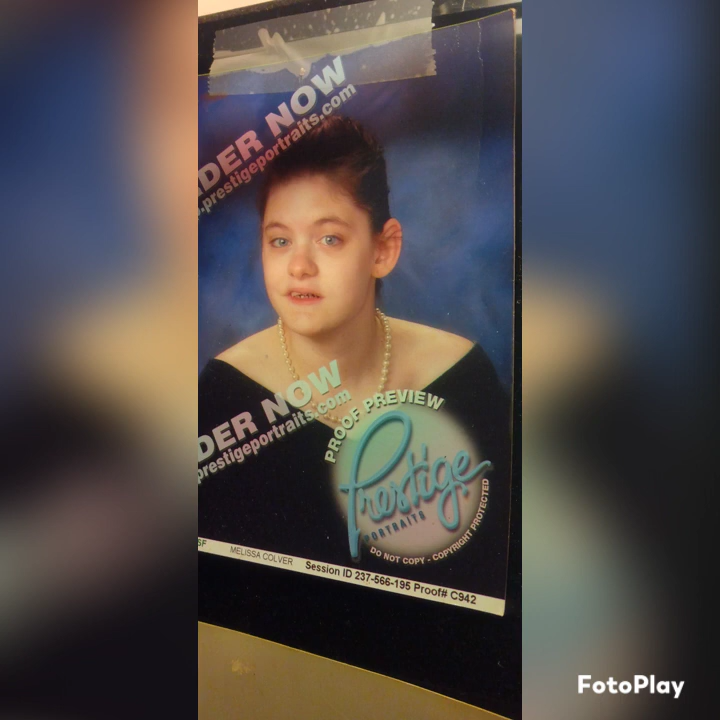 DER NOW
prestigeportraits.com
DER NOW
prestigeportraits.com
PROOF PREVIEW
Prestige
PORTRAITS
DO NOT COPY - COPYRIGHT PROTECTED
SF MELISSA COLVER Session ID 237-566-195 Proof# C942
FotoPlay